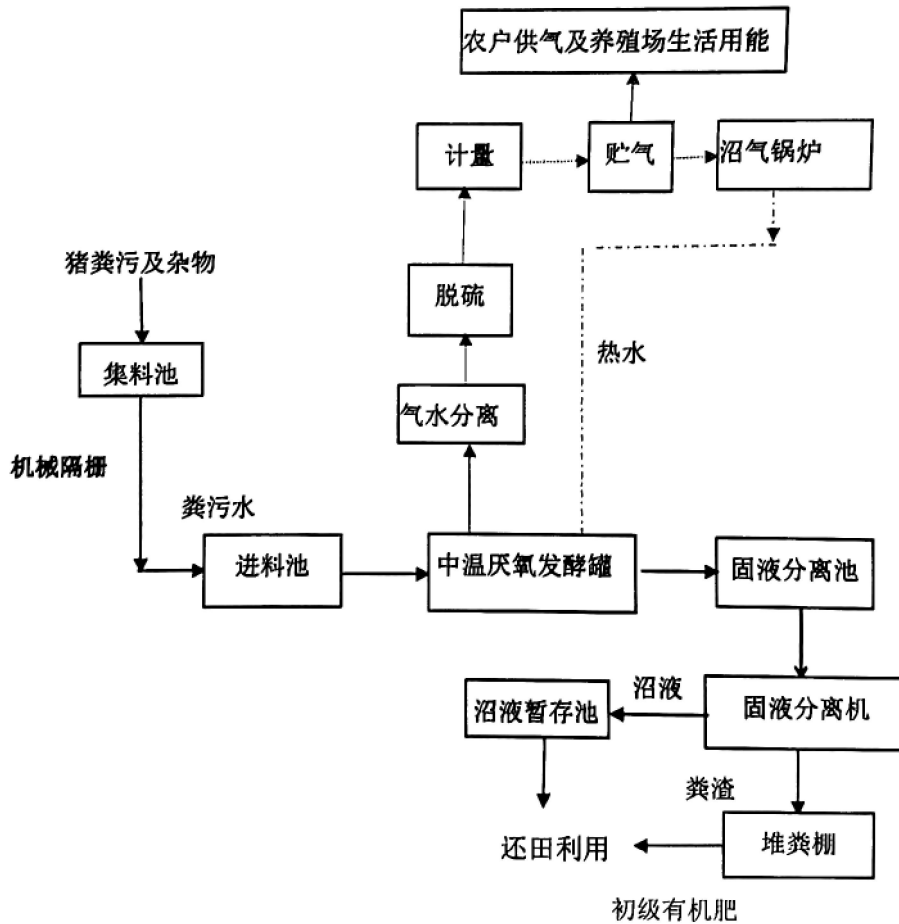 农户供气及养殖场生活用能
计量
贮气
沼气锅炉
猪粪污及杂物
脱硫
热水
集料池
气水分离
机械隔栅
粪污水
进料池
中温厌氧发酵罐
固液分离池
沼液
沼液暂存池
固液分离机
粪渣
还田利用
堆粪棚
初级有机肥